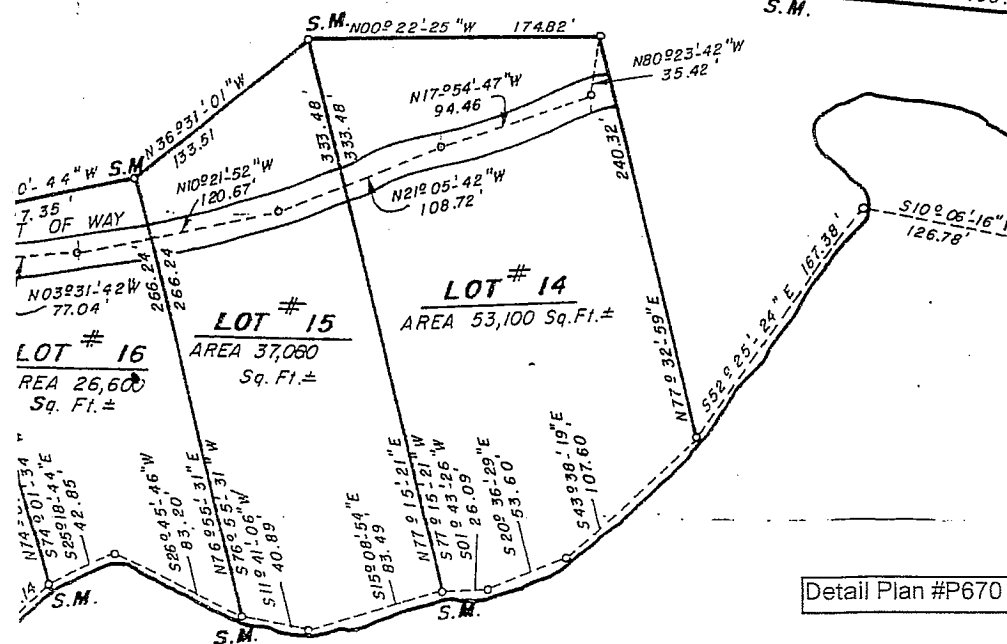 S.M.
N00º22'-25"W 174.82'
S.M.
N80º23'-42"W
35.42'
N36º31'-01"W
133.51
N17º54'-47"W
94.46
333.48'
333.48'
240.32'
S.M.
0'-44"W
7.35'
T OF WAY
N10º21'-52"W
120.67'
N21º05'-42"W
108.72'
S10º06'-16"
126.78'
N03º31'-42W
77.04'
266.24
266.24
LOT # 14
AREA 53,100 Sq.Ft.±
LOT # 15
AREA 37,080
Sq. Ft.±
LOT # 16
REA 26,600
Sq. Ft.±
N77º32'-59"E
S52º25'-24"E 167.38'
S74º01'-34
S25º18'-44"E
42.85'
S26º45'-46"W
83.20'
N76º55'-31"E
S76º55'-31"W
S11º41'-06"
40.89
S15º08'-54"E
83.49
N77º15'-21"E
S77º15'-21"W
S01º43'-26"W
26.09'
S20º36'-29"E
53.60'
S43º38'-19"E
107.60
.14
S.M.
S.M.
S.M.
Detail Plan #P670